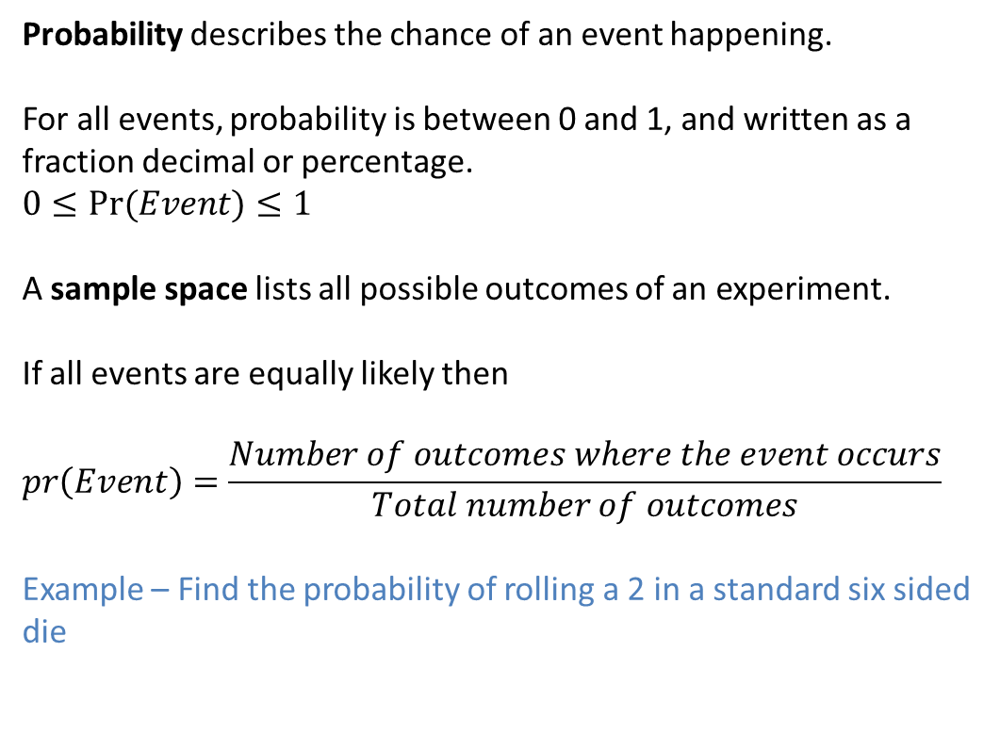 Probability describes the chance of an event happening.
For all events, probability is between 0 and 1, and written as a
fraction decimal or percentage.
0 ≤ Pr(Event) ≤ 1
A sample space lists all possible outcomes of an experiment.
If all events are equally likely then
pr(Event) = Number of outcomes where the event occurs
Total number of outcomes
Example – Find the probability of rolling a 2 in a standard six sided
die